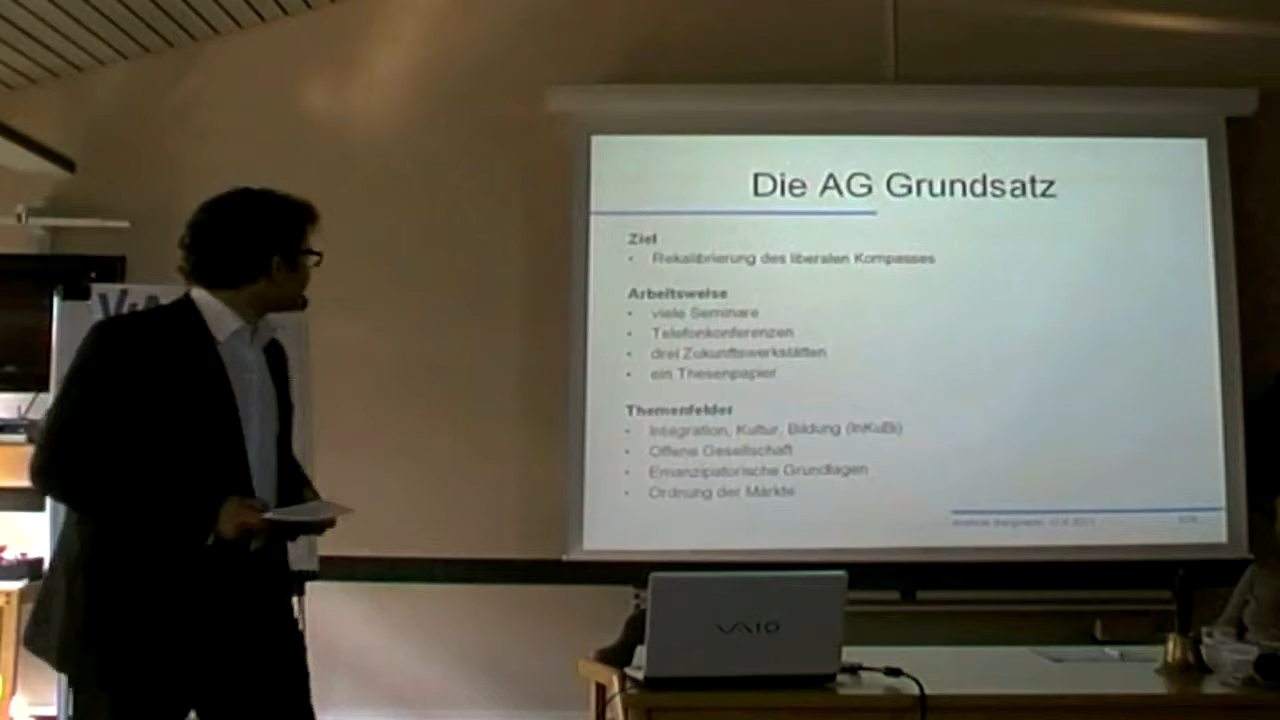 Die AG Grundsatz
Ziel
• Rekalibrierung des liberalen Kompasses
Arbeitsweise
• viele Seminare
• Telefonkonferenzen
• drei Zukunftswerkstätten
• ein Thesenpapier
Themenfelder
• Integration, Kultur, Bildung (InKuBi)
• Offene Gesellschaft
• Emanzipatorische Grundlagen
• Ordnung der Märkte
VAIO